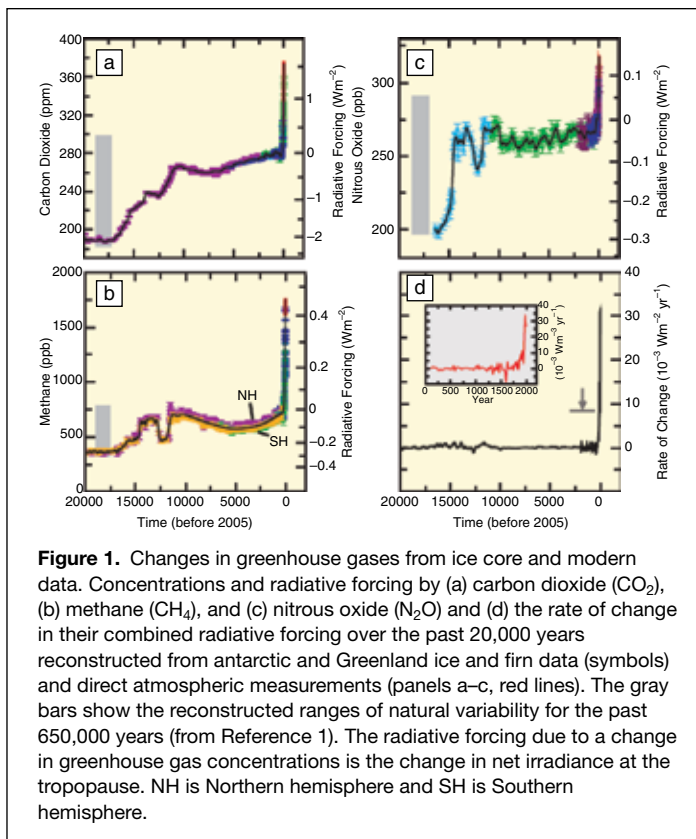 a
Carbon Dioxide (ppm)
400
360
320
280
240
200
180
1
0
−1
−2
Radiative Forcing (Wm−2)
c
Nitrous Oxide (ppb)
300
260
200
0.1
0
−0.1
−0.2
−0.3
Radiative Forcing (Wm−2)
20000 15000 10000 5000 0
b
Methane (ppb)
2000
1750
1500
1000
750
500
0
0.4
0.2
0
−0.2
−0.4
Radiative Forcing (Wm−2)
NH
SH
20000 15000 10000 5000 0
Time (before 2005)
d
40
30
20
10
0
Rate of Change (10−3 Wm−2 yr−1)
40
30
20
10
0
(10−3 Wm−3 yr−1)
0 500 1000 1500 2000
Year
20000 15000 10000 5000 0
Time (before 2005)
Figure 1. Changes in greenhouse gases from ice core and modern
data. Concentrations and radiative forcing by (a) carbon dioxide (CO2),
(b) methane (CH4), and (c) nitrous oxide (N2O) and (d) the rate of change
in their combined radiative forcing over the past 20,000 years
reconstructed from antarctic and Greenland ice and firn data (symbols)
and direct atmospheric measurements (panels a–c, red lines). The gray
bars show the reconstructed ranges of natural variability for the past
650,000 years (from Reference 1). The radiative forcing due to a change
in greenhouse gas concentrations is the change in net irradiance at the
tropopause. NH is Northern hemisphere and SH is Southern
hemisphere.